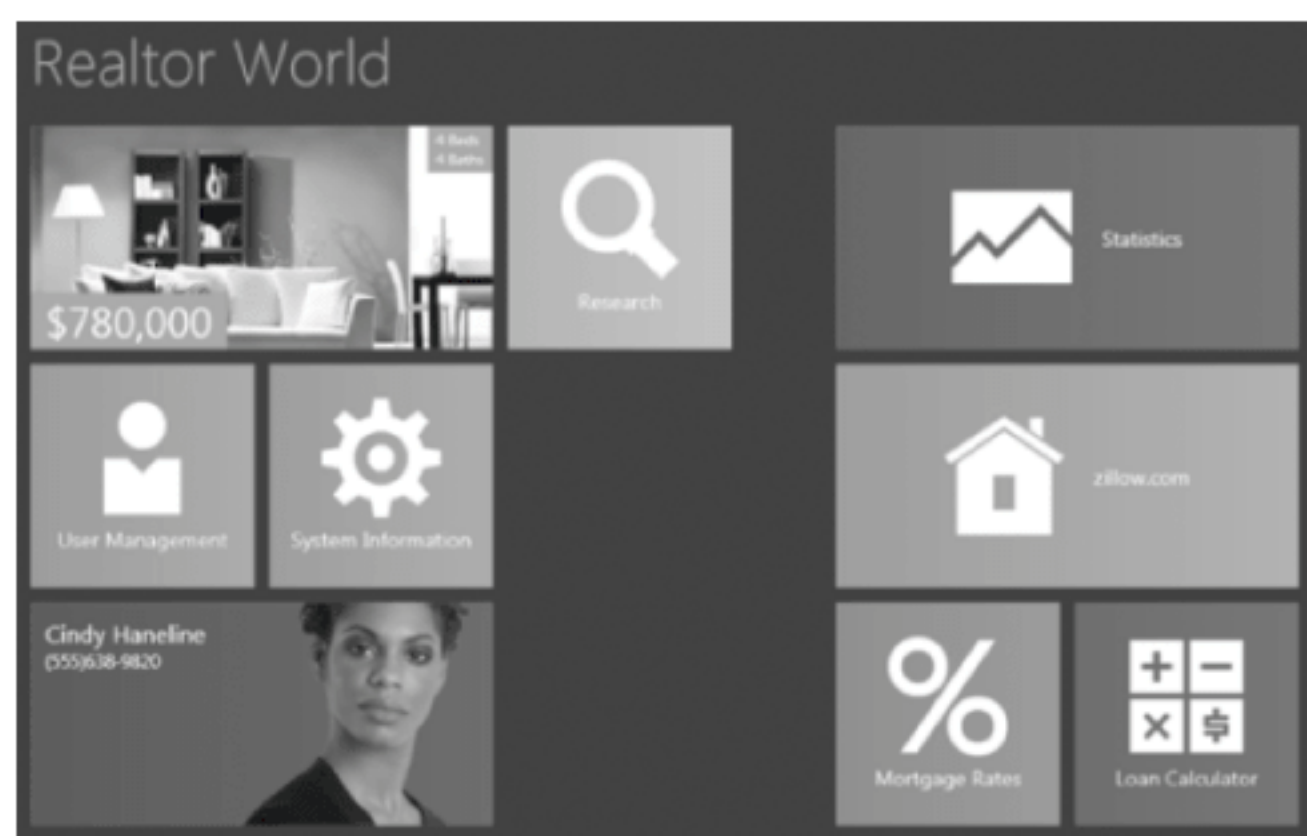 Realtor World
4 Beds
4 Baths
$780,000
Research
Statistics
User Management
System Information
zillow.com
Cindy Haneline
(555)638-9820
Mortgage Rates
Loan Calculator